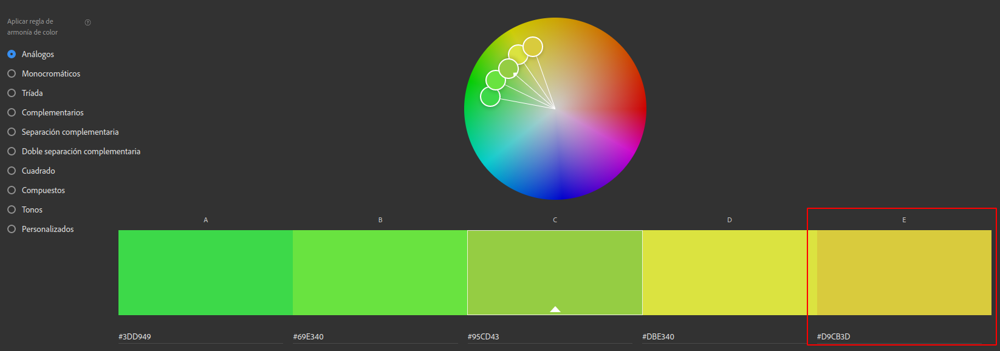 Aplicar regla de
armonía de color
Análogos
Monocromáticos
Tríada
Complementarios
Separación complementaria
Doble separación complementaria
Cuadrado
Compuestos
Tonos
Personalizados
A B C D E
#3DD949 #69E340 #95CD43 #DBE340 #D9CB3D